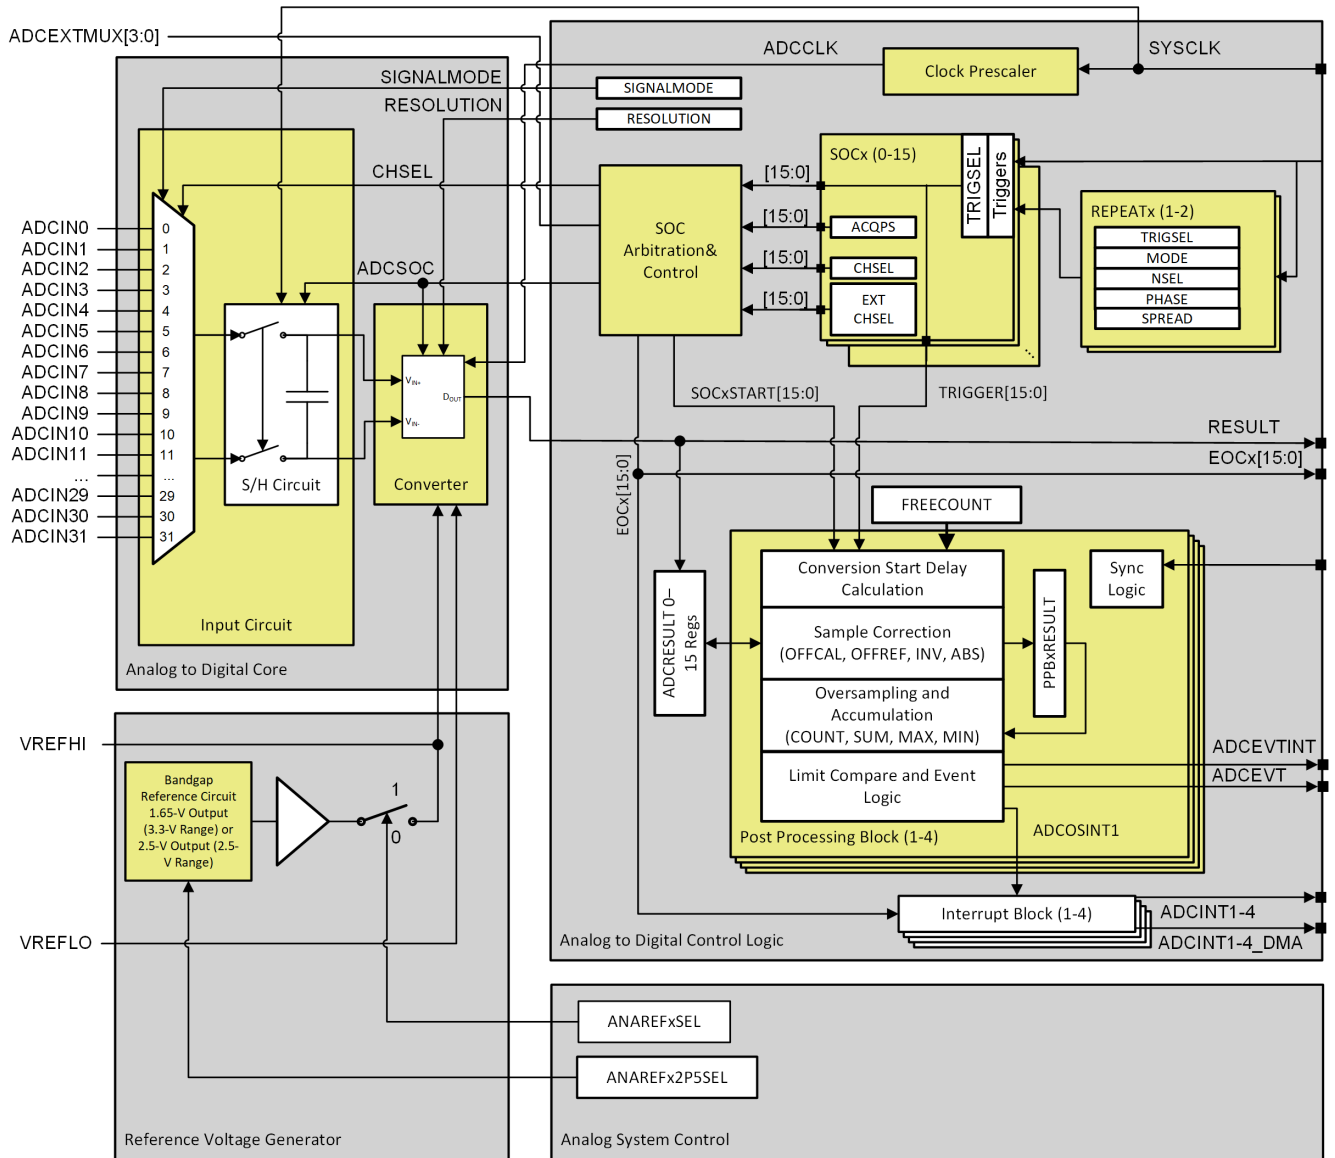 ADCEXTMUX[3:0]
ADCCLK
SYSCLK
Clock Prescaler
SIGNALMODE
SIGNALMODE
RESOLUTION
RESOLUTION
CHSEL
ADCSOC
ADCIN0
ADCIN1
ADCIN2
ADCIN3
ADCIN4
ADCIN5
ADCIN6
ADCIN7
ADCIN8
ADCIN9
ADCIN10
ADCIN11
...
ADCIN29
ADCIN30
ADCIN31
0
1
2
3
4
5
6
7
8
9
10
11
...
29
30
31
S/H Circuit
Input Circuit
VIN+
VIN-
DOUT
Converter
Analog to Digital Core
SOC
Arbitration&
Control
[15:0]
[15:0]
[15:0]
[15:0]
SOCx (0-15)
TRIGSEL
Triggers
ACQPS
CHSEL
EXT
CHSEL
REPEATx (1-2)
TRIGSEL
MODE
NSEL
PHASE
SPREAD
SOCxSTART[15:0]
TRIGGER[15:0]
RESULT
EOCx[15:0]
EOCx[15:0]
FREECOUNT
Conversion Start Delay
Calculation
Sync
Logic
ADCRESULT 0–
15 Regs
Sample Correction
(OFFCAL, OFFREF, INV, ABS)
PPBxRESULT
Oversampling and
Accumulation
(COUNT, SUM, MAX, MIN)
Limit Compare and Event
Logic
Post Processing Block (1-4)
ADCEVTINT
ADCEVT
ADCOSINT1
Interrupt Block (1-4)
ADCINT1-4
ADCINT1-4_DMA
Analog to Digital Control Logic
VREFHI
Bandgap
Reference Circuit
1.65-V Output
(3.3-V Range) or
2.5-V Output (2.5-
V Range)
1
0
VREFLO
Reference Voltage Generator
ANAREFxSEL
ANAREFx2P5SEL
Analog System Control